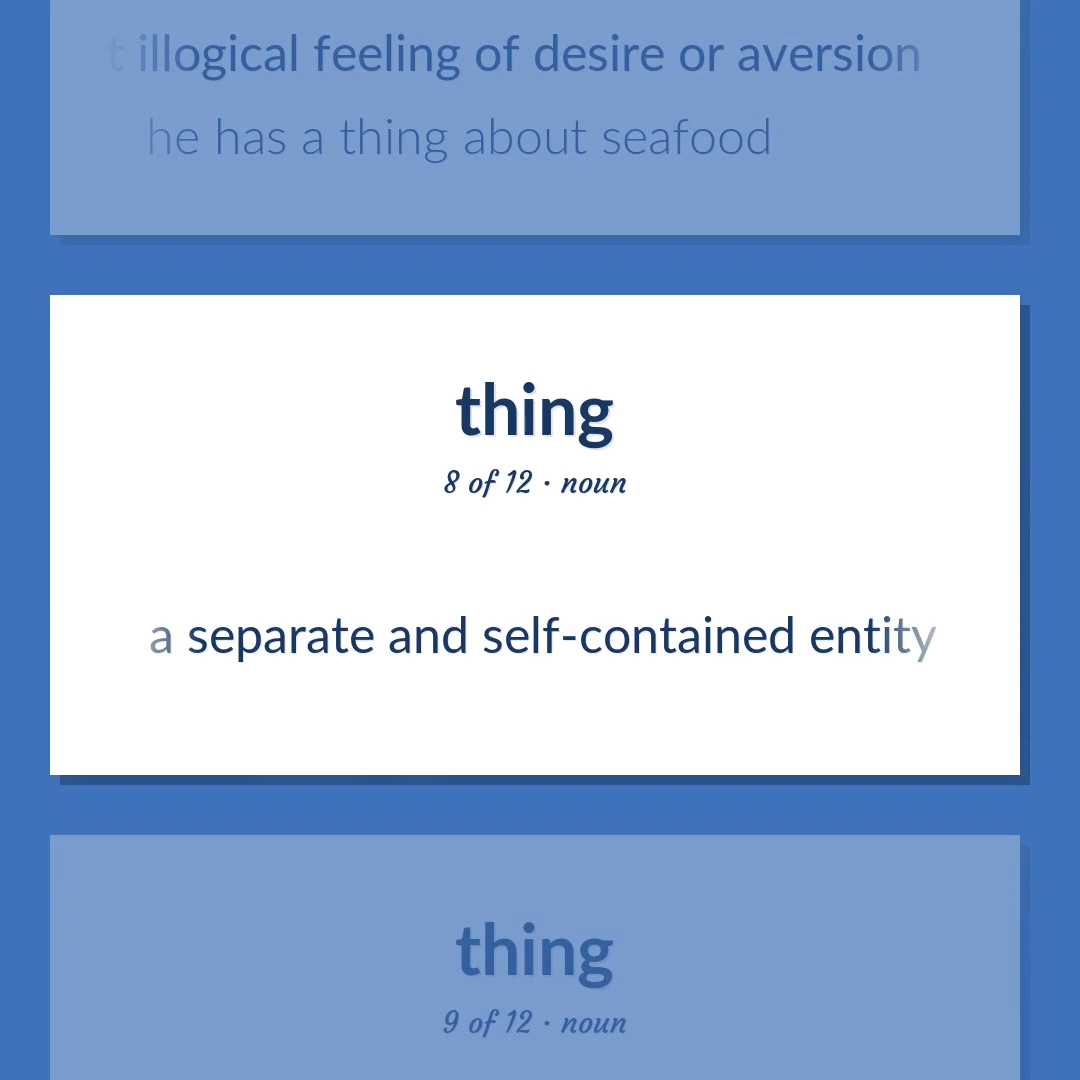 illogical feeling of desire or aversion
he has a thing about seafood
thing
8 of 12 · noun
a separate and self-contained entity
thing
9 of 12 · noun